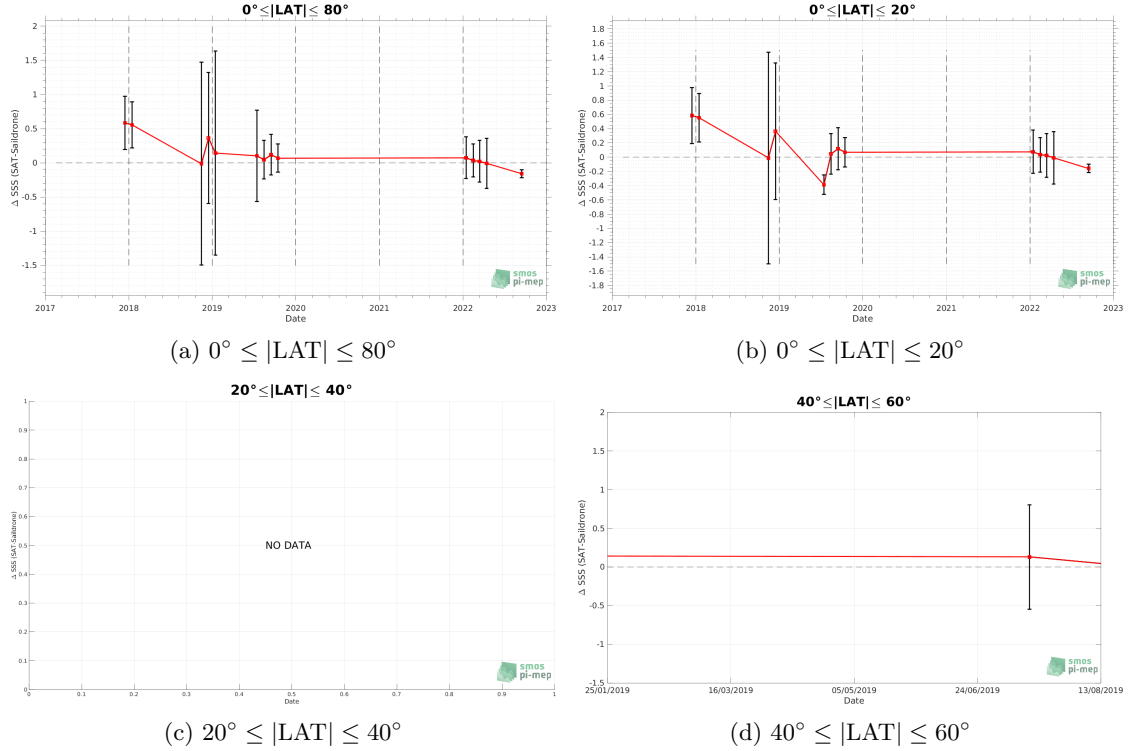 0°≤|LAT|≤ 80°
2
1.5
1
0.5
0
-0.5
-1
-1.5
Δ SSS (SAT-Saildrone)
2017 2018 2019 2020 2021 2022 2023
Date
smos
pi-mep
(a) 0° ≤ |LAT| ≤ 80°
0°≤|LAT|≤ 20°
1.8
1.6
1.4
1.2
1
0.8
0.6
0.4
0.2
0
-0.2
-0.4
-0.6
-0.8
-1
-1.2
-1.4
-1.6
-1.8
Δ SSS (SAT-Saildrone)
2017 2018 2019 2020 2021 2022 2023
Date
smos
pi-mep
(b) 0° ≤ |LAT| ≤ 20°
20°≤|LAT|≤ 40°
1
0.9
0.8
0.7
0.6
0.5
0.4
0.3
0.2
0.1
0
Δ SSS (SAT-Saildrone)
NO DATA
0 0.1 0.2 0.3 0.4 0.5 0.6 0.7 0.8 0.9 1
Date
smos
pi-mep
(c) 20° ≤ |LAT| ≤ 40°
40°≤|LAT|≤ 60°
2
1.5
1
0.5
0
-0.5
-1
-1.5
Δ SSS (SAT-Saildrone)
25/01/2019 16/03/2019 05/05/2019 24/06/2019 13/08/2019
Date
smos
pi-mep
(d) 40° ≤ |LAT| ≤ 60°